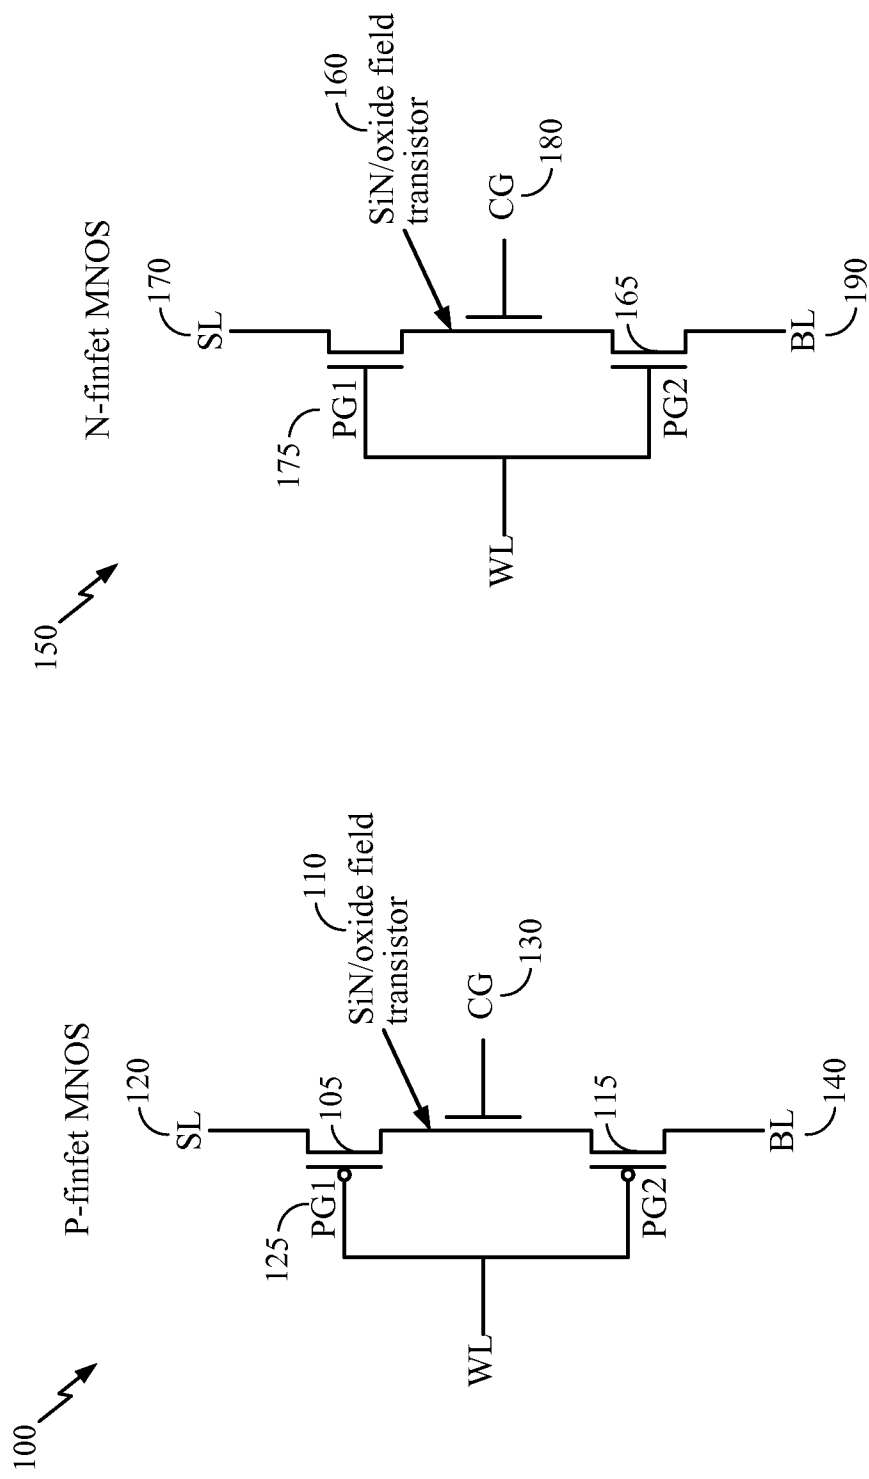 100
P-finfet MNOS
120
SL
125
PG1
105
110
SiN/oxide field
transistor
WL
CG
130
115
PG2
BL
140
150
N-finfet MNOS
170
SL
175
PG1
160
SiN/oxide field
transistor
WL
CG
180
165
PG2
BL
190